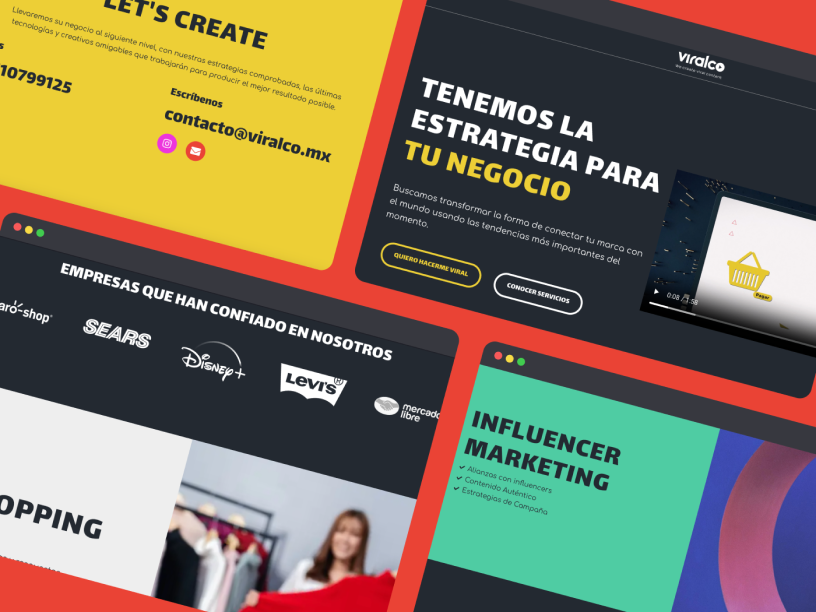 LET'S CREATE
Llevaremos su negocio al siguiente nivel, con nuestras estrategias comprobadas, las últimas
tecnologías y creativos amigables que trabajarán para producir el mejor resultado posible.
10799125
Escríbenos
contacto@viralco.mx
viralco
TENEMOS LA
ESTRATEGIA PARA
TU NEGOCIO
Buscamos transformar la forma de conectar tu marca con
el mundo usando las tendencias más importantes del
momento.
QUIERO HACERME VIRAL
CONOCER SERVICIOS
Pagar
0:08 / 1:58
EMPRESAS QUE HAN CONFIADO EN NOSOTROS
aro-shop
SEARS
Disney+
LEVI'S
mercado
libre
OPPING
INFLUENCER
MARKETING
Alianzas con influencers
Contenido Auténtico
Estrategias de Campaña